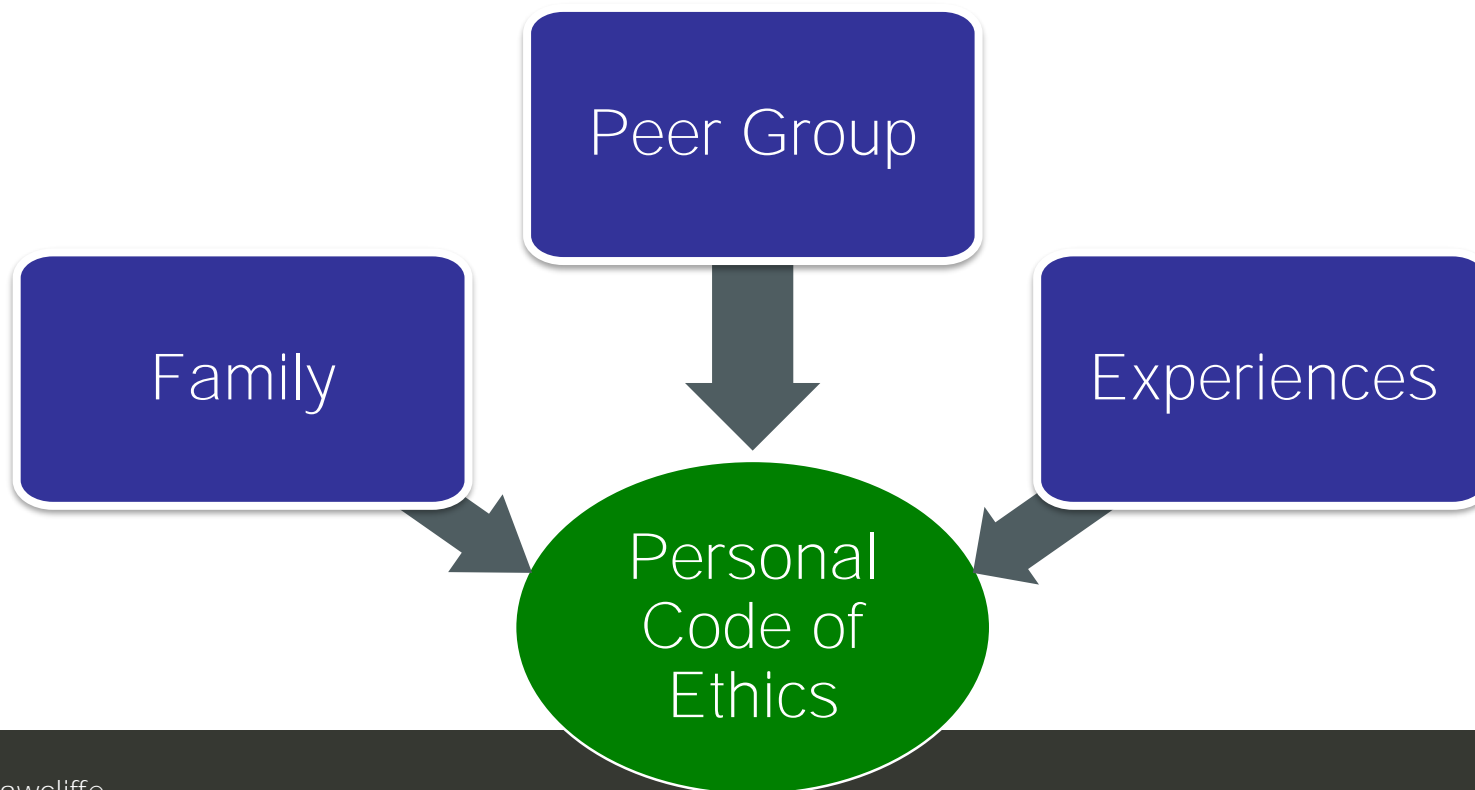 Peer Group
Family
Experiences
Personal
Code of
Ethics